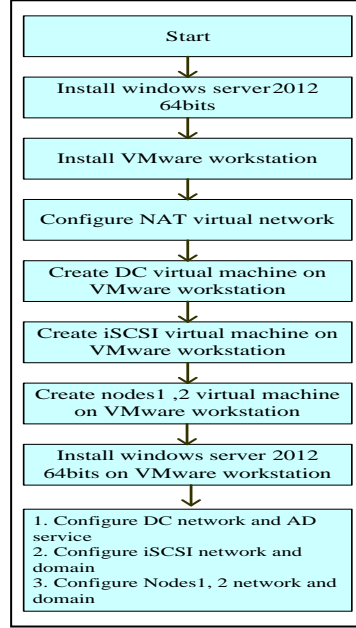 Start
Install windows server2012
64bits
Install VMware workstation
Configure NAT virtual network
Create DC virtual machine on
VMware workstation
Create iSCSI virtual machine on
VMware workstation
Create nodes1 ,2 virtual machine
on VMware workstation
Install windows server 2012
64bits on VMware workstation
1. Configure DC network and AD
service
2. Configure iSCSI network and
domain
3. Configure Nodes1, 2 network and
domain